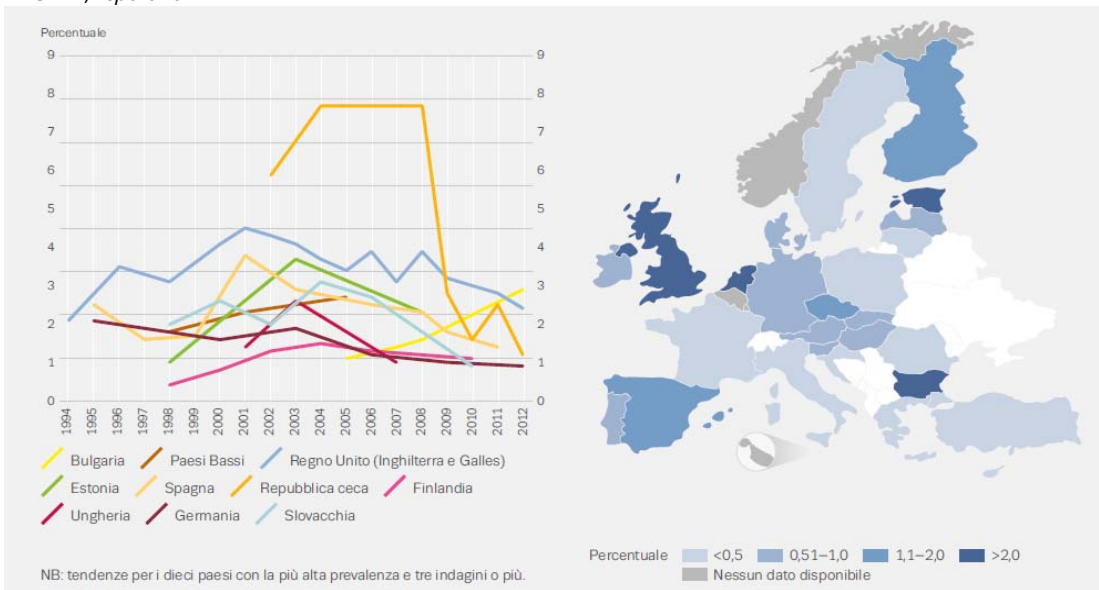 Percentuale
9 9
8 8
7 7
6 6
5 5
4 4
3 3
2 2
1 1
0 0
1994 1995 1996 1997 1998 1999 2000 2001 2002 2003 2004 2005 2006 2007 2008 2009 2010 2011 2012
Bulgaria Paesi Bassi Regno Unito (Inghilterra e Galles)
Estonia Spagna Repubblica ceca Finlandia
Ungheria Germania Slovacchia
NB: tendenze per i dieci paesi con la più alta prevalenza e tre indagini o più.
Percentuale <0,5 0,51–1,0 1,1–2,0 >2,0
Nessun dato disponibile